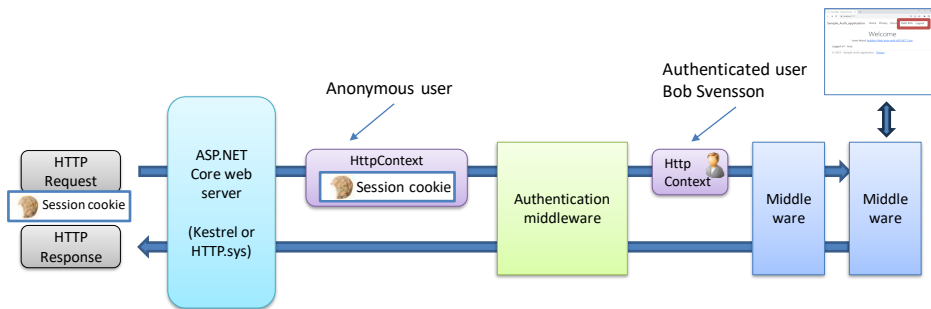 Anonymous user
Authenticated user
Bob Svensson
HTTP
Request
Session cookie
HTTP
Response
ASP.NET
Core web
server
(Kestrel or
HTTP.sys)
HttpContext
Session cookie
Authentication
middleware
Http
Context
Middle
ware
Middle
ware
Welcome